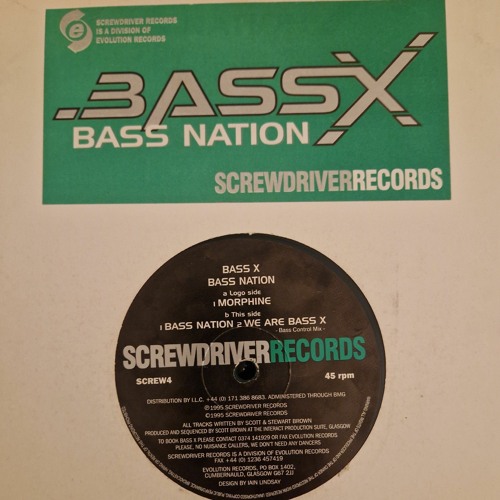 SCREWDRIVER RECORDS
IS A DIVISION OF
EVOLUTION RECORDS
.BASSX
BASS NATION
SCREWDRIVERRECORDS
BASS X
BASS NATION
a Logo side
1 MORPHINE
b This side
1 BASS NATION 2 WE ARE BASS X
- Bass Control Mix -
SCREWDRIVERRECORDS
SCREW4 45 rpm
DISTRIBUTION BY I.L.C. +44 (0) 171 386 8683. ADMINISTERED THROUGH BMG
℗1995 SCREWDRIVER RECORDS
©1995 SCREWDRIVER RECORDS
ALL TRACKS WRITTEN BY SCOTT & STEWART BROWN
PRODUCED AND SEQUENCED BY SCOTT BROWN AT THE INTERACT PRODUCTION SUITE, GLASGOW
TO BOOK BASS X PLEASE CONTACT 0374 141929 OR FAX EVOLUTION RECORDS
PLEASE, NO NUISANCE CALLERS, WE DON'T NEED ANY DANCERS
SCREWDRIVER RECORDS IS A DIVISION OF EVOLUTION RECORDS
FAX +44 (0) 1236 457419
EVOLUTION RECORDS, PO BOX 1402,
CUMBERNAULD, GLASGOW G67 2JJ
DESIGN BY IAIN LINDSAY